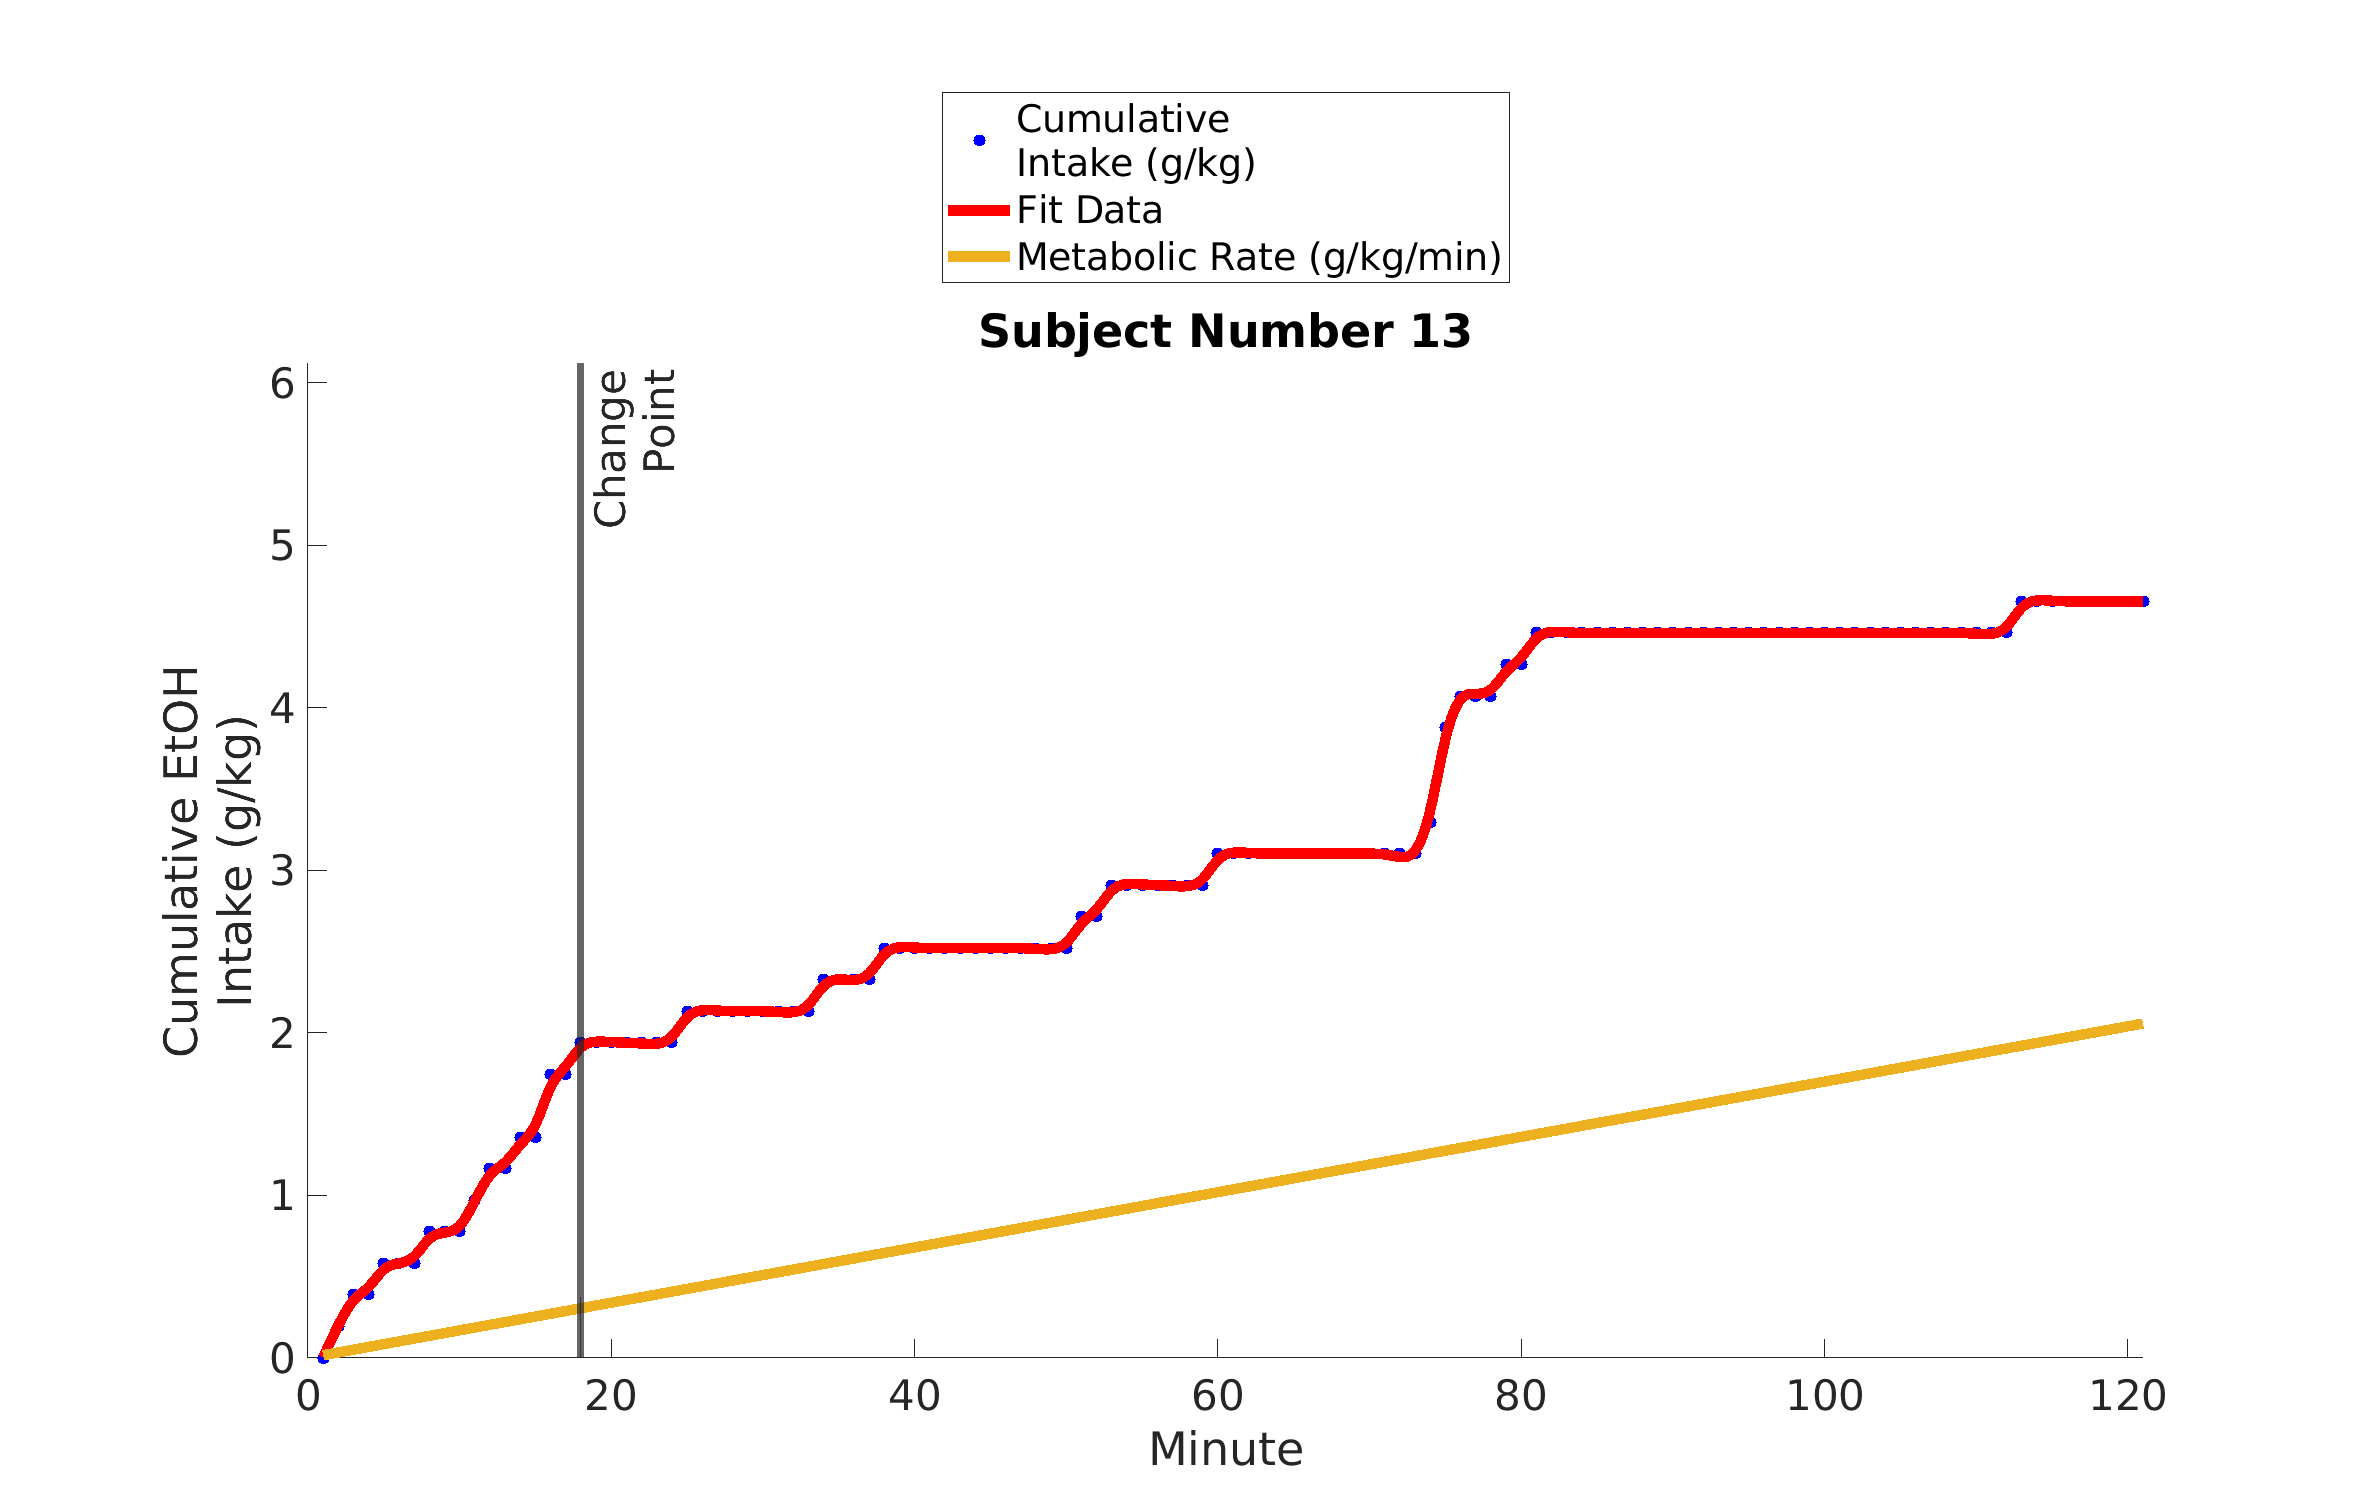 Cumulative
Intake (g/kg)
Fit Data
Metabolic Rate (g/kg/min)
Subject Number 13
Change
Point
Cumulative EtOH
Intake (g/kg)
6
5
4
3
2
1
0
0 20 40 60 80 100 120
Minute